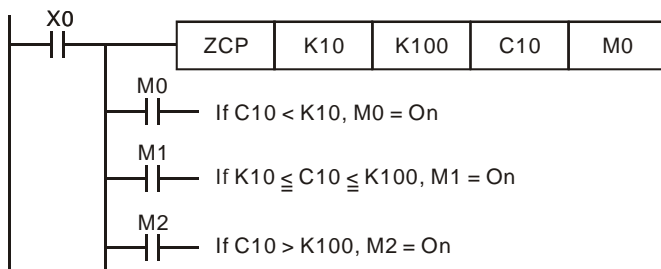 X0
ZCP K10 K100 C10 M0
M0
If C10 < K10, M0 = On
M1
If K10 ≦ C10 ≦ K100, M1 = On
M2
If C10 > K100, M2 = On